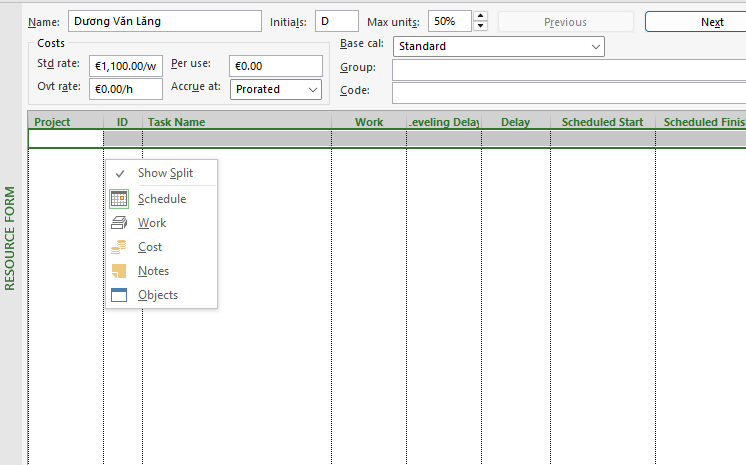 Name: Dương Văn Lãng Initials: D Max units: 50% Previous Next
Costs
Base cal: Standard
Std rate: €1,100.00/w Per use: €0.00
Group:
Ovt rate: €0.00/h Accrue at: Prorated
Code:
Project ID Task Name Work Leveling Delay Delay Scheduled Start Scheduled Finis
Show Split
Schedule
Work
Cost
Notes
Objects
RESOURCE FORM